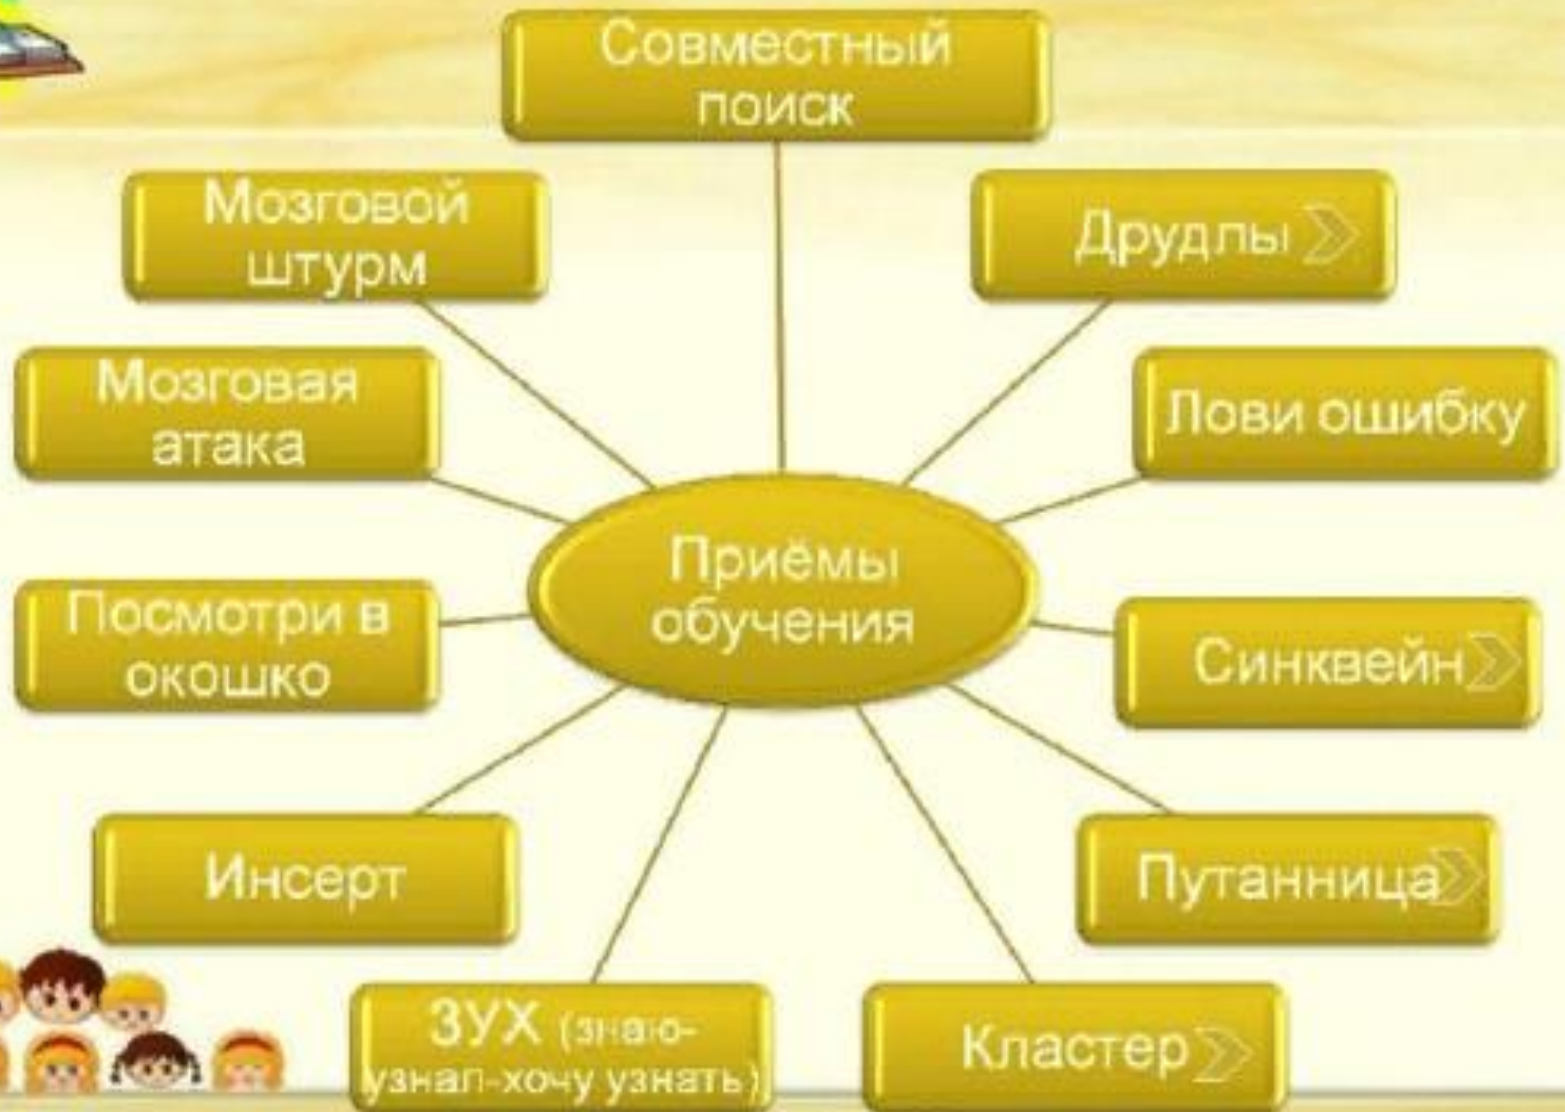 Совместный
поиск
Мозговой
штурм
Друдлы
Мозговая
атака
Лови ошибку
Приёмы
обучения
Посмотри в
окошко
Синквейн
Инсерт
Путанница
ЗУХ (знаю-
узнал-хочу узнать)
Кластер